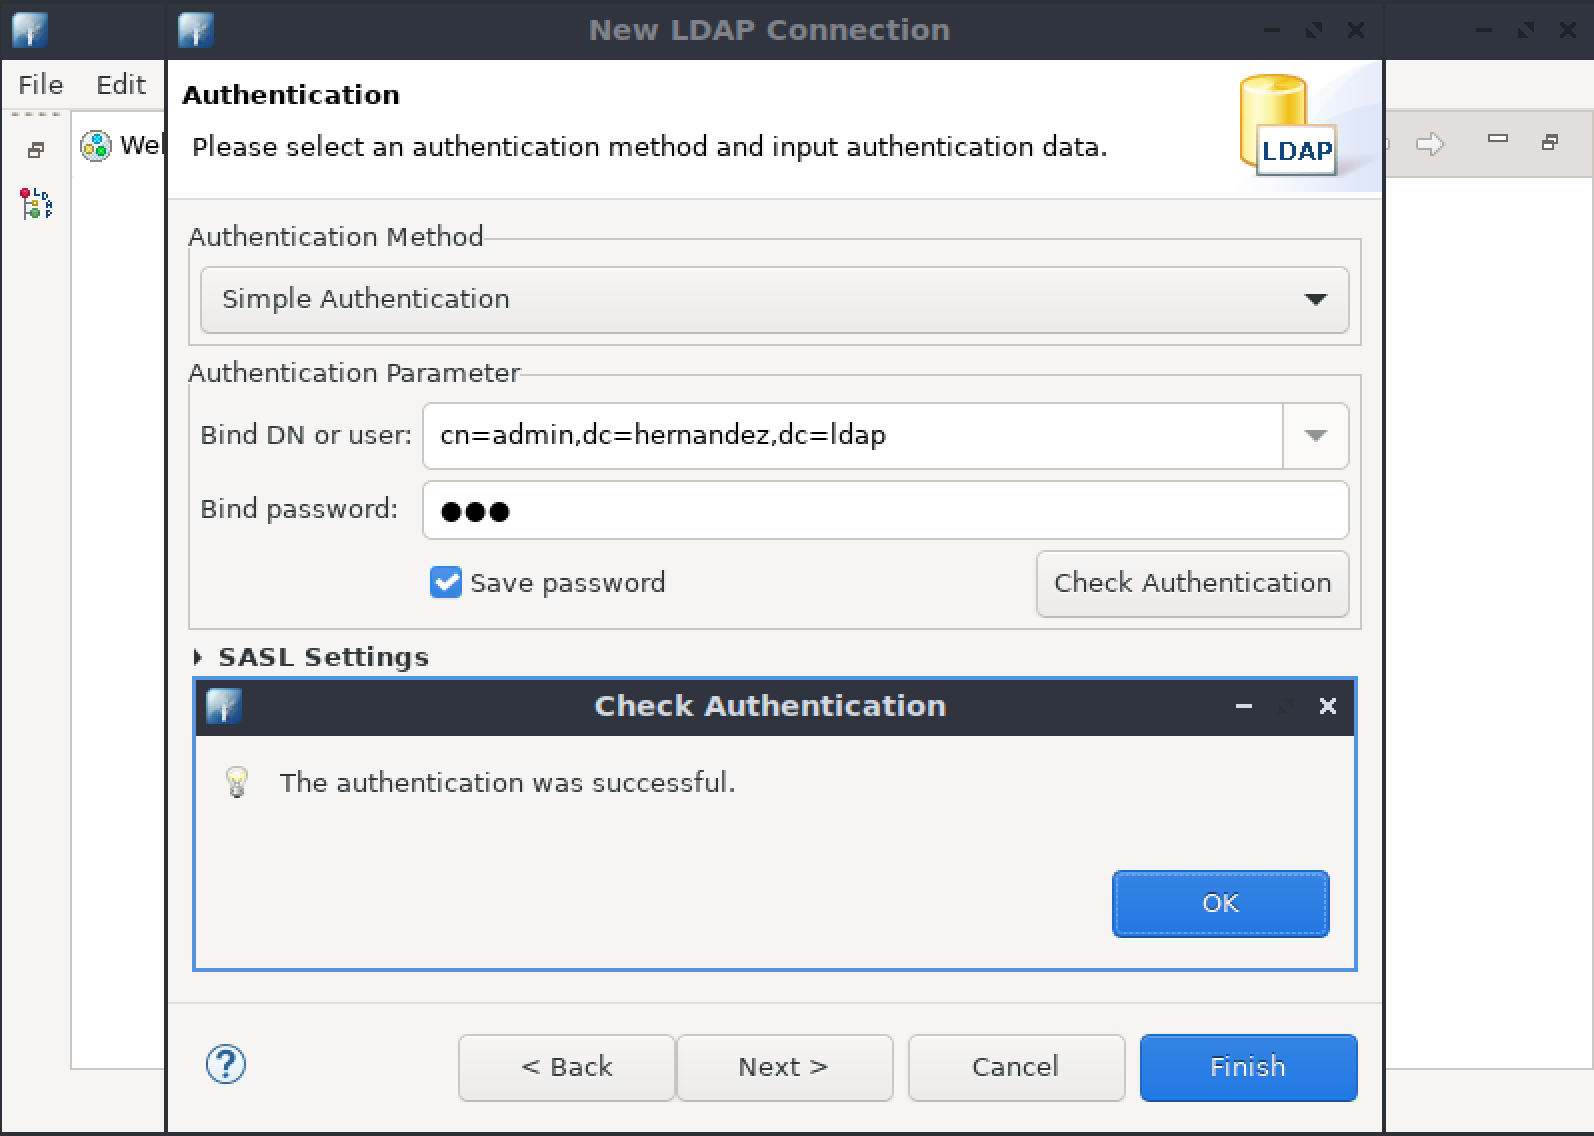 New LDAP Connection
File Edit
Authentication
Please select an authentication method and input authentication data.
LDAP
Wel
LDAP
Authentication Method
Simple Authentication
Authentication Parameter
Bind DN or user: cn=admin,dc=hernandez,dc=ldap
Bind password: ●●●
Save password Check Authentication
SASL Settings
Check Authentication
The authentication was successful.
OK
? < Back Next > Cancel Finish